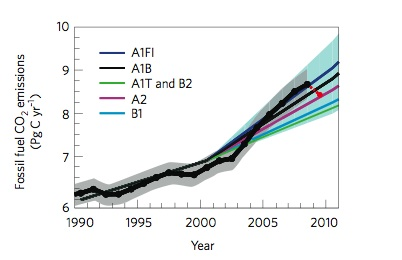 10
9
8
7
6
Fossil fuel CO₂ emissions
(Pg C yr⁻¹)
A1FI
A1B
A1T and B2
A2
B1
1990
1995
2000
2005
2010
Year